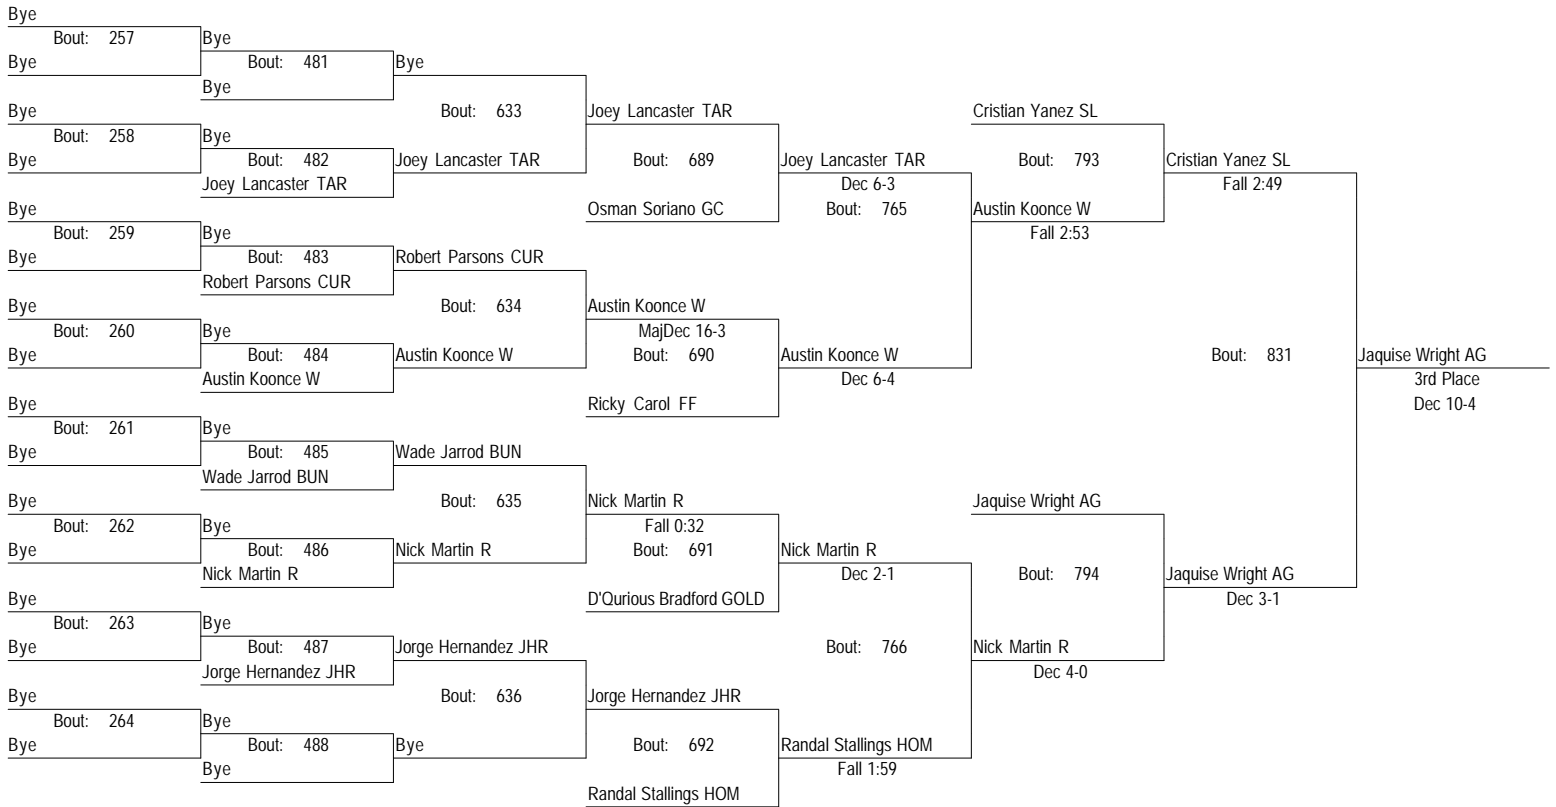 Bye
Bout: 257
Bye
Bye
Bout: 258
Bye
Bye
Bout: 259
Bye
Bye
Bout: 260
Bye
Bye
Bout: 261
Bye
Bye
Bout: 262
Bye
Bye
Bout: 263
Bye
Bye
Bout: 264
Bye
Bye
Bout: 481
Bye
Bye
Bout: 482
Joey Lancaster TAR
Bye
Bout: 483
Robert Parsons CUR
Bye
Bout: 484
Austin Koonce W
Bye
Bout: 485
Wade Jarrod BUN
Bye
Bout: 486
Nick Martin R
Bye
Bout: 487
Jorge Hernandez JHR
Bye
Bout: 488
Bye
Bye
Bout: 633
Joey Lancaster TAR
Robert Parsons CUR
Bout: 634
Austin Koonce W
Wade Jarrod BUN
Bout: 635
Nick Martin R
Jorge Hernandez JHR
Bout: 636
Bye
Joey Lancaster TAR
Bout: 689
Osman Soriano GC
Austin Koonce W
MajDec 16-3
Bout: 690
Ricky Carol FF
Nick Martin R
Fall 0:32
Bout: 691
D'Qurious Bradford GOLD
Jorge Hernandez JHR
Bout: 692
Randal Stallings HOM
Joey Lancaster TAR
Dec 6-3
Bout: 765
Austin Koonce W
Dec 6-4
Nick Martin R
Dec 2-1
Bout: 766
Randal Stallings HOM
Fall 1:59
Cristian Yanez SL
Bout: 793
Austin Koonce W
Fall 2:53
Jaquise Wright AG
Bout: 794
Nick Martin R
Dec 4-0
Cristian Yanez SL
Fall 2:49
Bout: 831
Jaquise Wright AG
Dec 3-1
Jaquise Wright AG
3rd Place
Dec 10-4